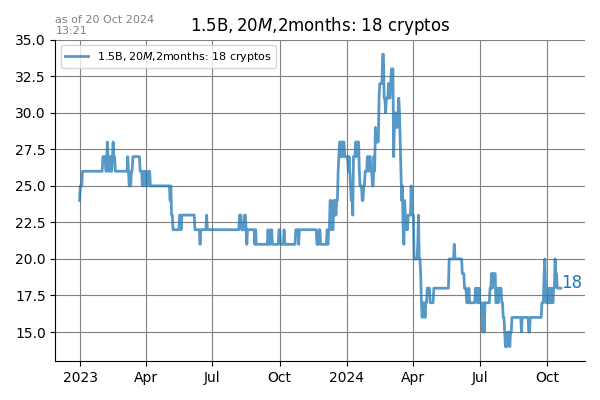 as of 20 Oct 2024
13:21
1.5B, 20M,2months: 18 cryptos
1.5B, 20M,2months: 18 cryptos
35.0
32.5
30.0
27.5
25.0
22.5
20.0
17.5
15.0
18
2023 Apr Jul Oct 2024 Apr Jul Oct